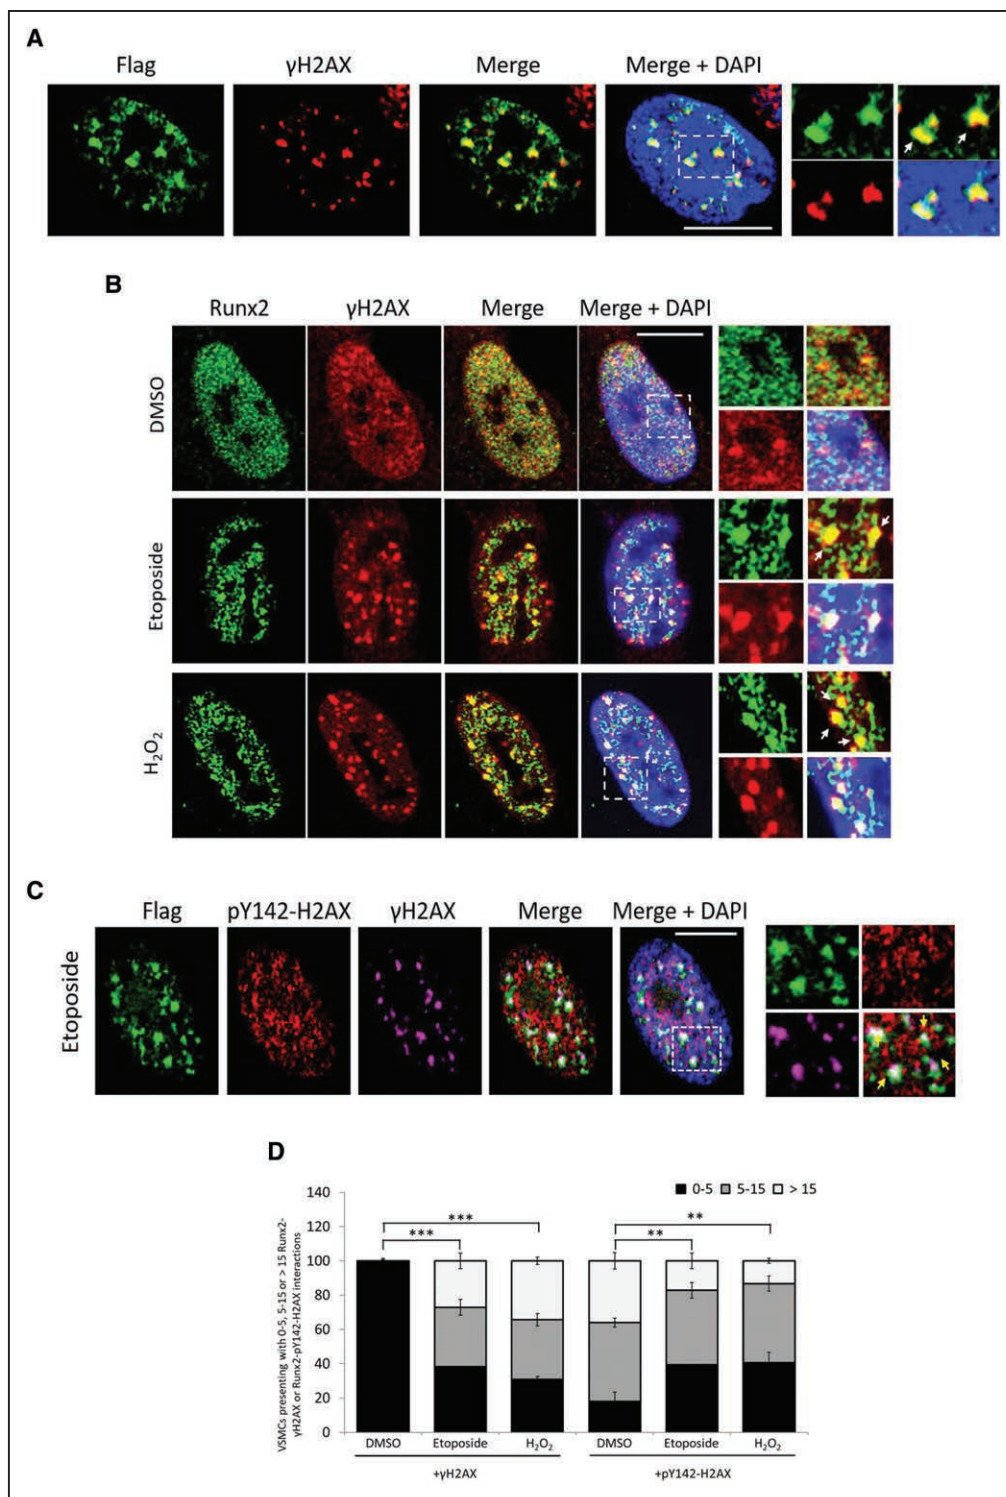 A
Flag γH2AX Merge Merge + DAPI
B
Runx2 γH2AX Merge Merge + DAPI
DMSO
Etoposide
H₂O₂
C
Flag pY142-H2AX γH2AX Merge Merge + DAPI
Etoposide
D
VSMCs presenting with 0-5, 5-15 or > 15 Runx2-
γH2AX or Runx2-pY142-H2AX interactions
0-5 5-15 > 15
140
120
100
80
60
40
20
0
*** *** ** **
DMSO Etoposide H₂O₂ DMSO Etoposide H₂O₂
+γH2AX +pY142-H2AX